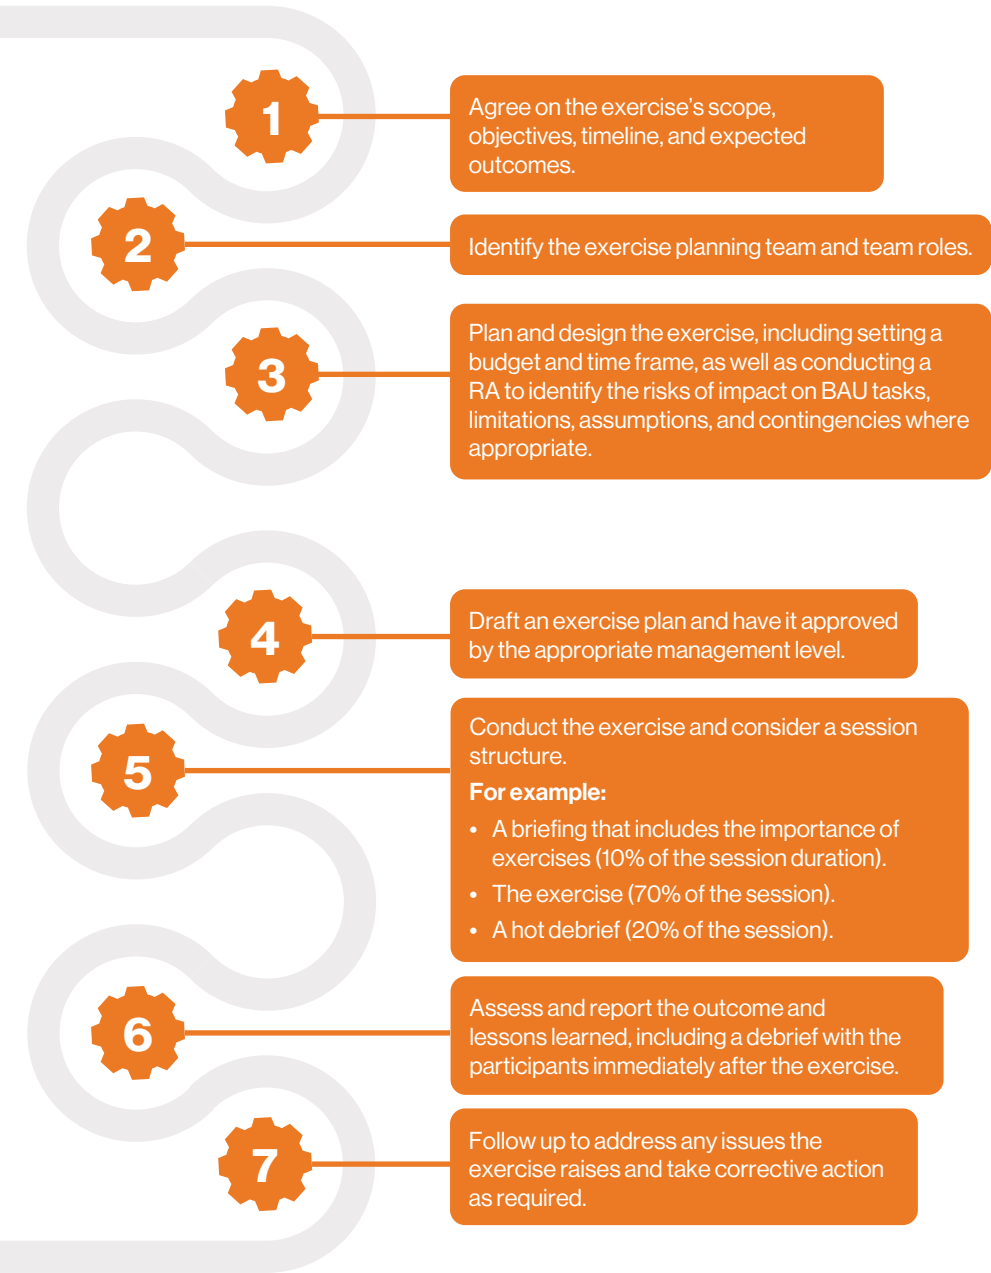 1
Agree on the exercise's scope,
objectives, timeline, and expected
outcomes.
2
Identify the exercise planning team and team roles.
3
Plan and design the exercise, including setting a
budget and time frame, as well as conducting a
RA to identify the risks of impact on BAU tasks,
limitations, assumptions, and contingencies where
appropriate.
4
Draft an exercise plan and have it approved
by the appropriate management level.
5
Conduct the exercise and consider a session
structure.
For example:
• A briefing that includes the importance of
exercises (10% of the session duration).
• The exercise (70% of the session).
• A hot debrief (20% of the session).
6
Assess and report the outcome and
lessons learned, including a debrief with the
participants immediately after the exercise.
7
Follow up to address any issues the
exercise raises and take corrective action
as required.